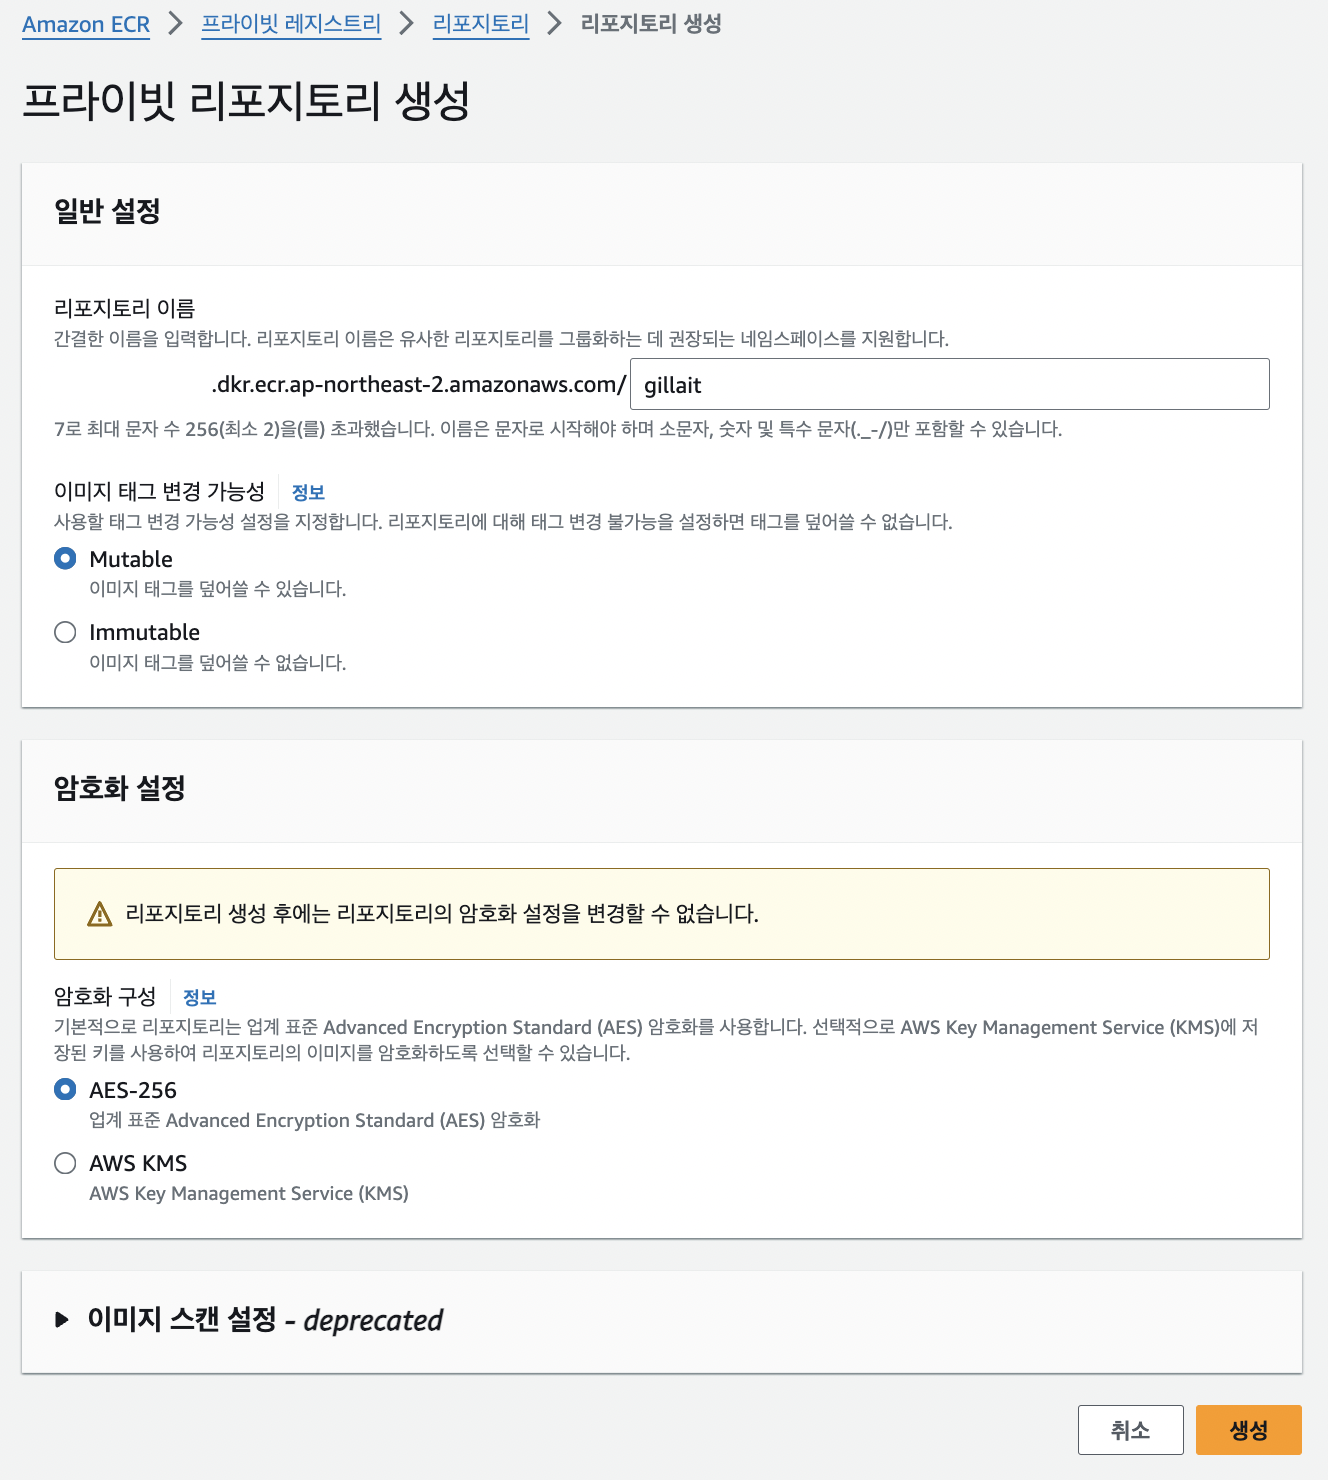 Amazon ECR > 프라이빗 레지스트리 > 리포지토리 > 리포지토리 생성
프라이빗 리포지토리 생성
일반 설정
리포지토리 이름
간결한 이름을 입력합니다. 리포지토리 이름은 유사한 리포지토리를 그룹화하는 데 권장되는 네임스페이스를 지원합니다.
.dkr.ecr.ap-northeast-2.amazonaws.com/ gillait
7로 최대 문자 수 256(최소 2)을(를) 초과했습니다. 이름은 문자로 시작해야 하며 소문자, 숫자 및 특수 문자(._-/)만 포함할 수 있습니다.
이미지 태그 변경 가능성 정보
사용할 태그 변경 가능성 설정을 지정합니다. 리포지토리에 대해 태그 변경 불가능을 설정하면 태그를 덮어쓸 수 없습니다.
Mutable
이미지 태그를 덮어쓸 수 있습니다.
Immutable
이미지 태그를 덮어쓸 수 없습니다.
암호화 설정
리포지토리 생성 후에는 리포지토리의 암호화 설정을 변경할 수 없습니다.
암호화 구성 정보
기본적으로 리포지토리는 업계 표준 Advanced Encryption Standard (AES) 암호화를 사용합니다. 선택적으로 AWS Key Management Service (KMS)에 저
장된 키를 사용하여 리포지토리의 이미지를 암호화하도록 선택할 수 있습니다.
AES-256
업계 표준 Advanced Encryption Standard (AES) 암호화
AWS KMS
AWS Key Management Service (KMS)
이미지 스캔 설정 - deprecated
취소 생성